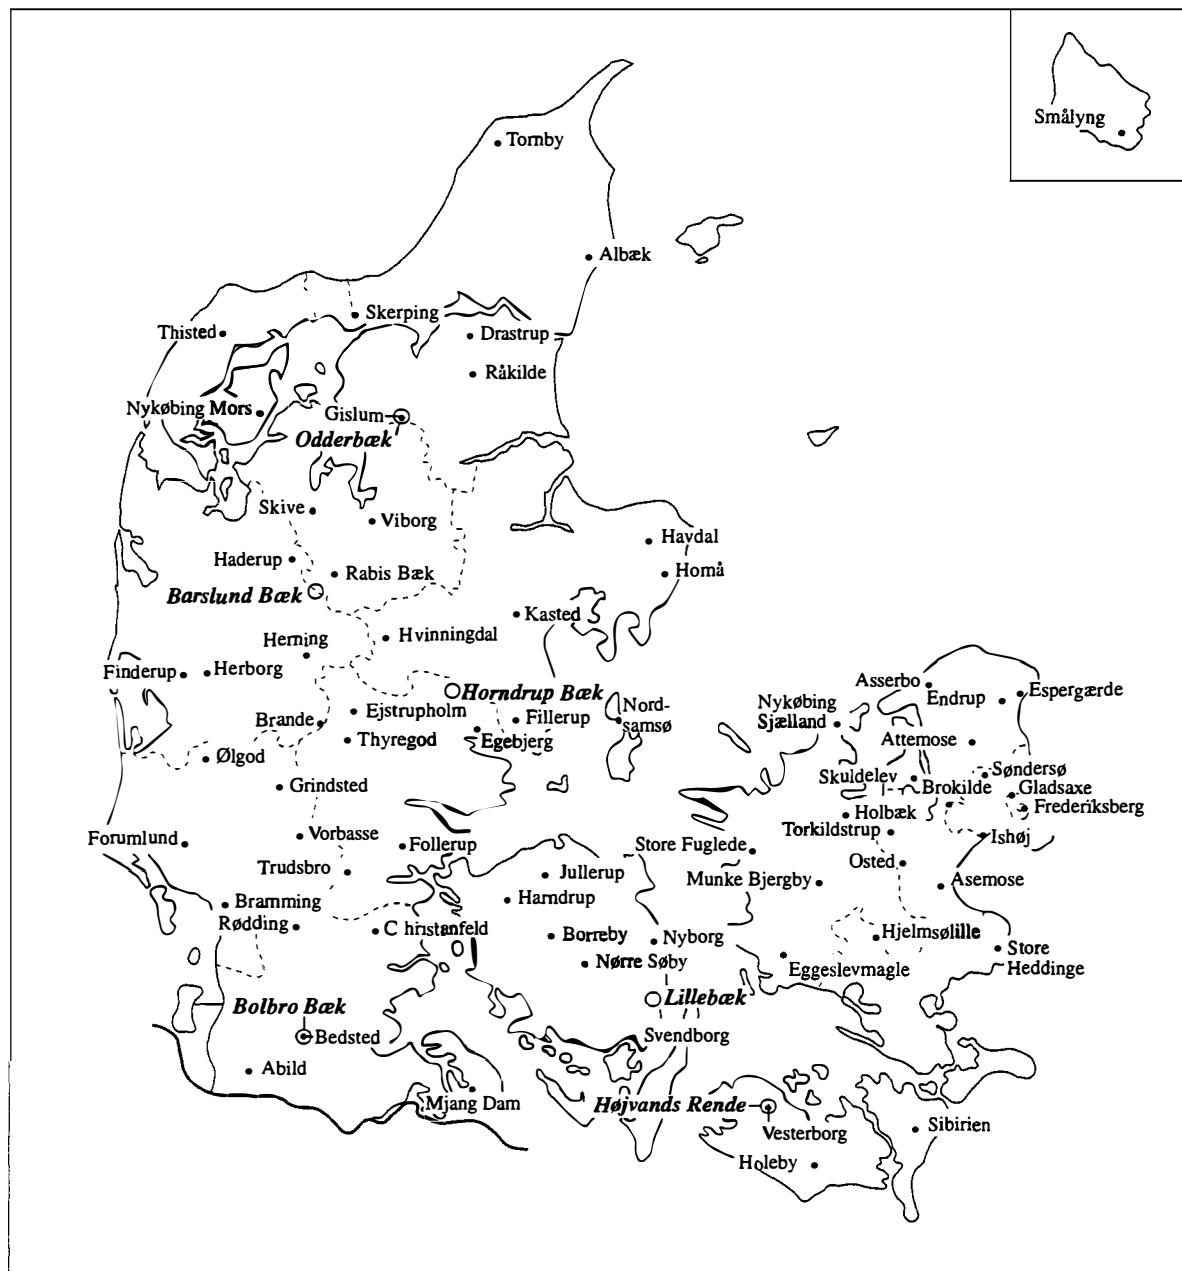 Smålyng
Tornby
Albæk
Skerping
Thisted
Drastrup
Råkilde
Nykøbing Mors
Gislum
Odderbæk
Skive
Viborg
Havdal
Haderup
Rabis Bæk
Homå
Barslund Bæk
Kasted
Hvinningdal
Herning
Finderup
Herborg
Asserbo
Endrup
Espergærde
Horndrup Bæk
Nykøbing
Sjælland
Nord-
samsø
Brande
Ejstrupholm
Fillerup
Thyregod
Egebjerg
Attemose
Ølgod
Skuldelev
Søndersø
Grindsted
Brokilde
Gladsaxe
Frederiksberg
Holbæk
Forumlund
Vorbasse
Torkildstrup
Ishøj
Follerup
Store Fuglede
Trudsbro
Osted
Jullerup
Munke Bjergby
Asemose
Harndrup
Bramming
Rødding
Christianfeld
Borreby
Nyborg
Hjelmsølille
Store
Heddinge
Nørre Søby
Eggeslevmagle
Bolbro Bæk
Lillebæk
Bedsted
Svendborg
Abild
Mjang Dam
Højvands Rende
Vesterborg
Sibirien
Holeby